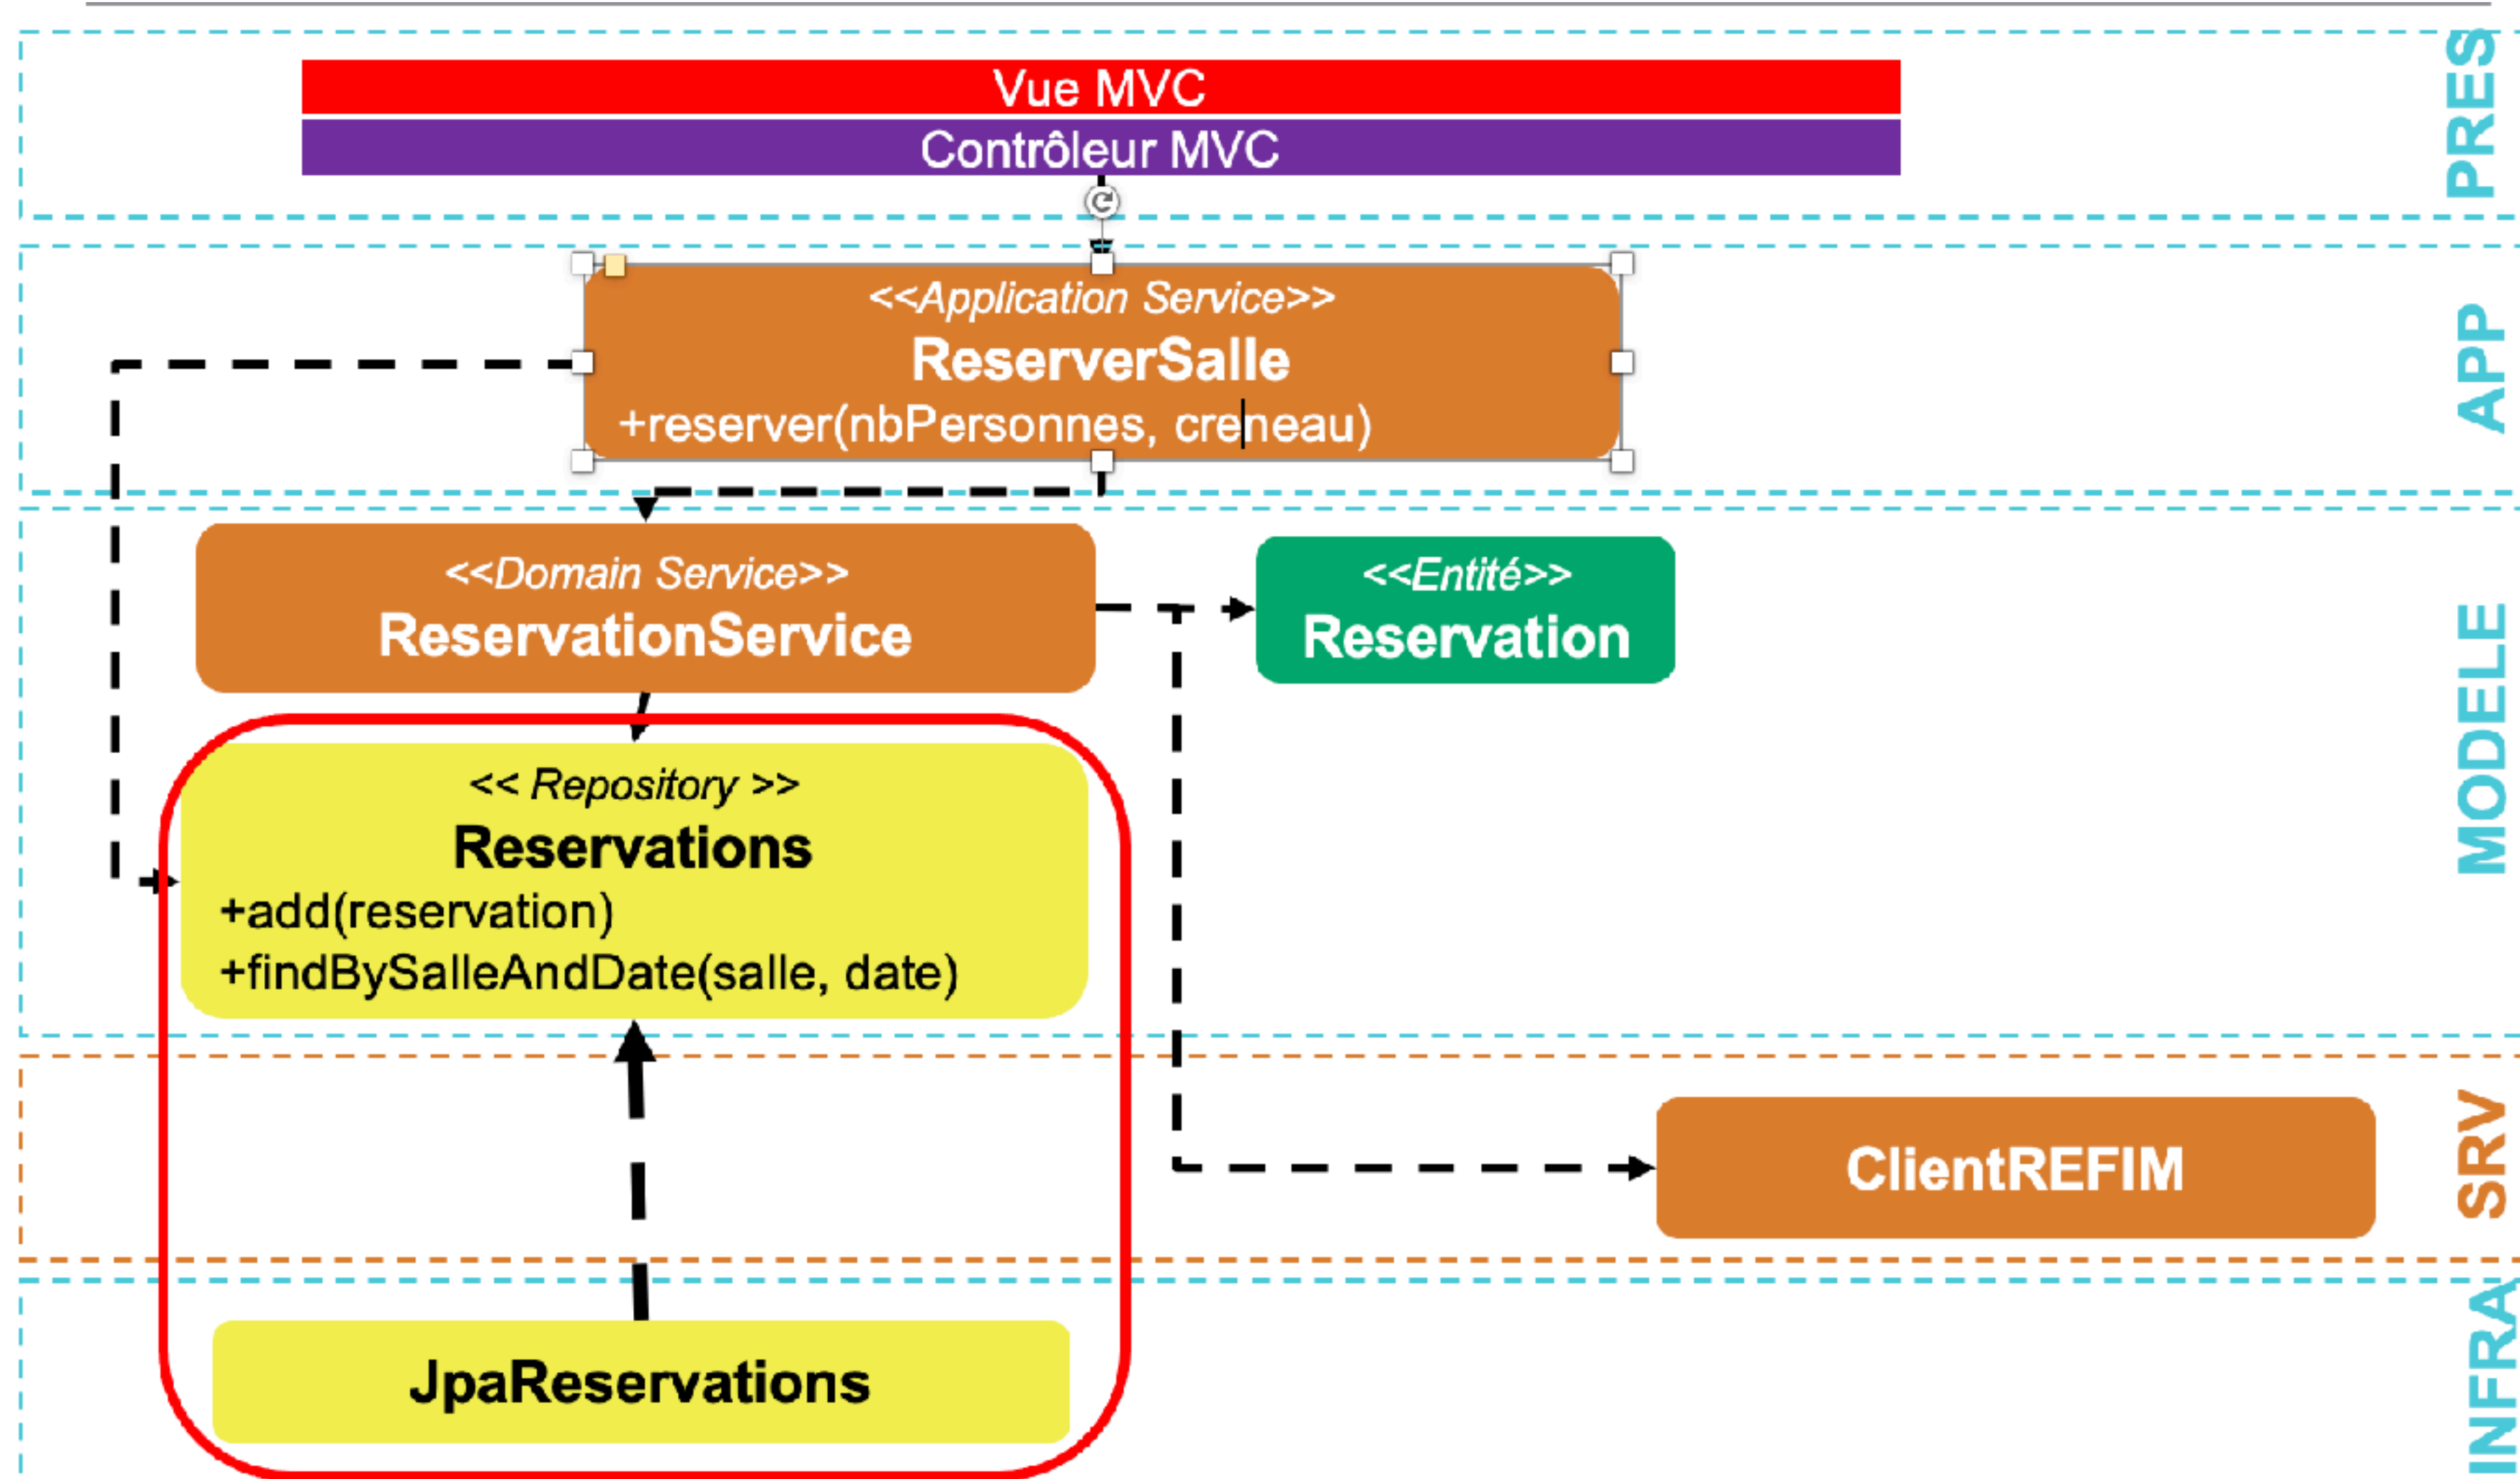 Vue MVC
Contrôleur MVC
PRES
<<Application Service>>
ReserverSalle
+reserver(nbPersonnes, creneau)
APP
<<Domain Service>>
ReservationService
<<Entité>>
Reservation
<< Repository >>
Reservations
+add(reservation)
+findBySalleAndDate(salle, date)
MODELE
ClientREFIM
SRV
JpaReservations
INFRA